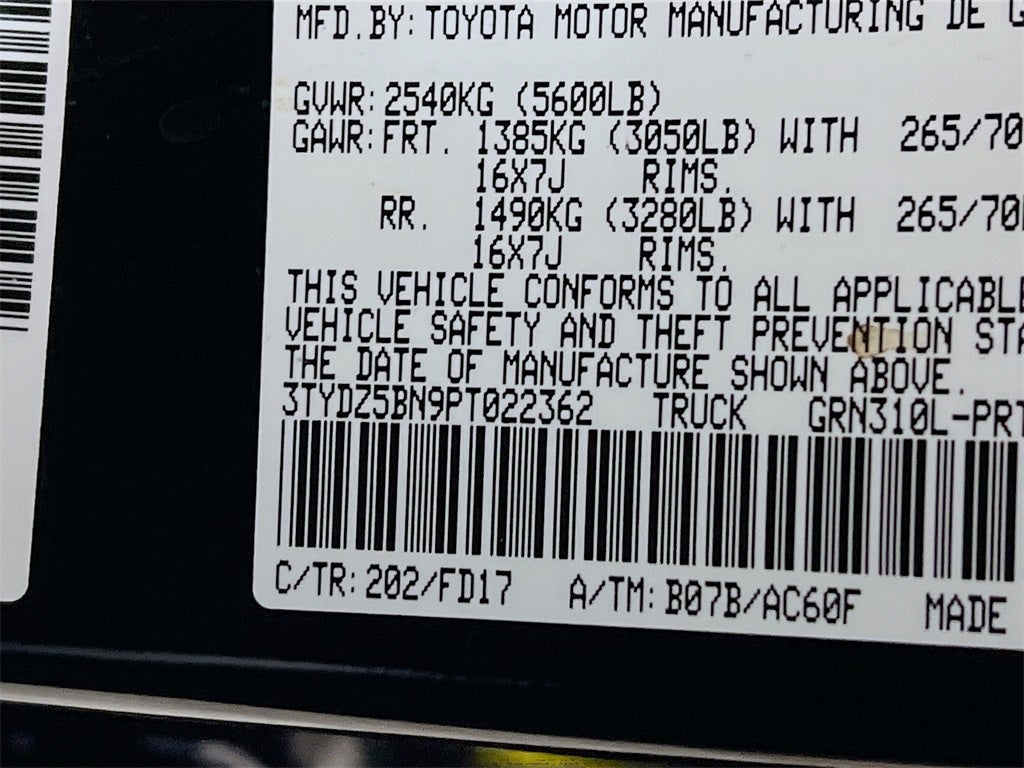 MFD.BY: TOYOTA MOTOR MANUFACTURING DE
GVWR: 2540KG (5600LB)
GAWR: FRT. 1385KG (3050LB) WITH 265/70
16X7J RIMS.
RR. 1490KG (3280LB) WITH 265/70
16X7J RIMS.
THIS VEHICLE CONFORMS TO ALL APPLICABLE
VEHICLE SAFETY AND THEFT PREVENTION STA
THE DATE OF MANUFACTURE SHOWN ABOVE.
3TYDZ5BN9PT022362 TRUCK GRN310L-PRT
C/TR: 202/FD17 A/TM: B07B/AC60F MADE